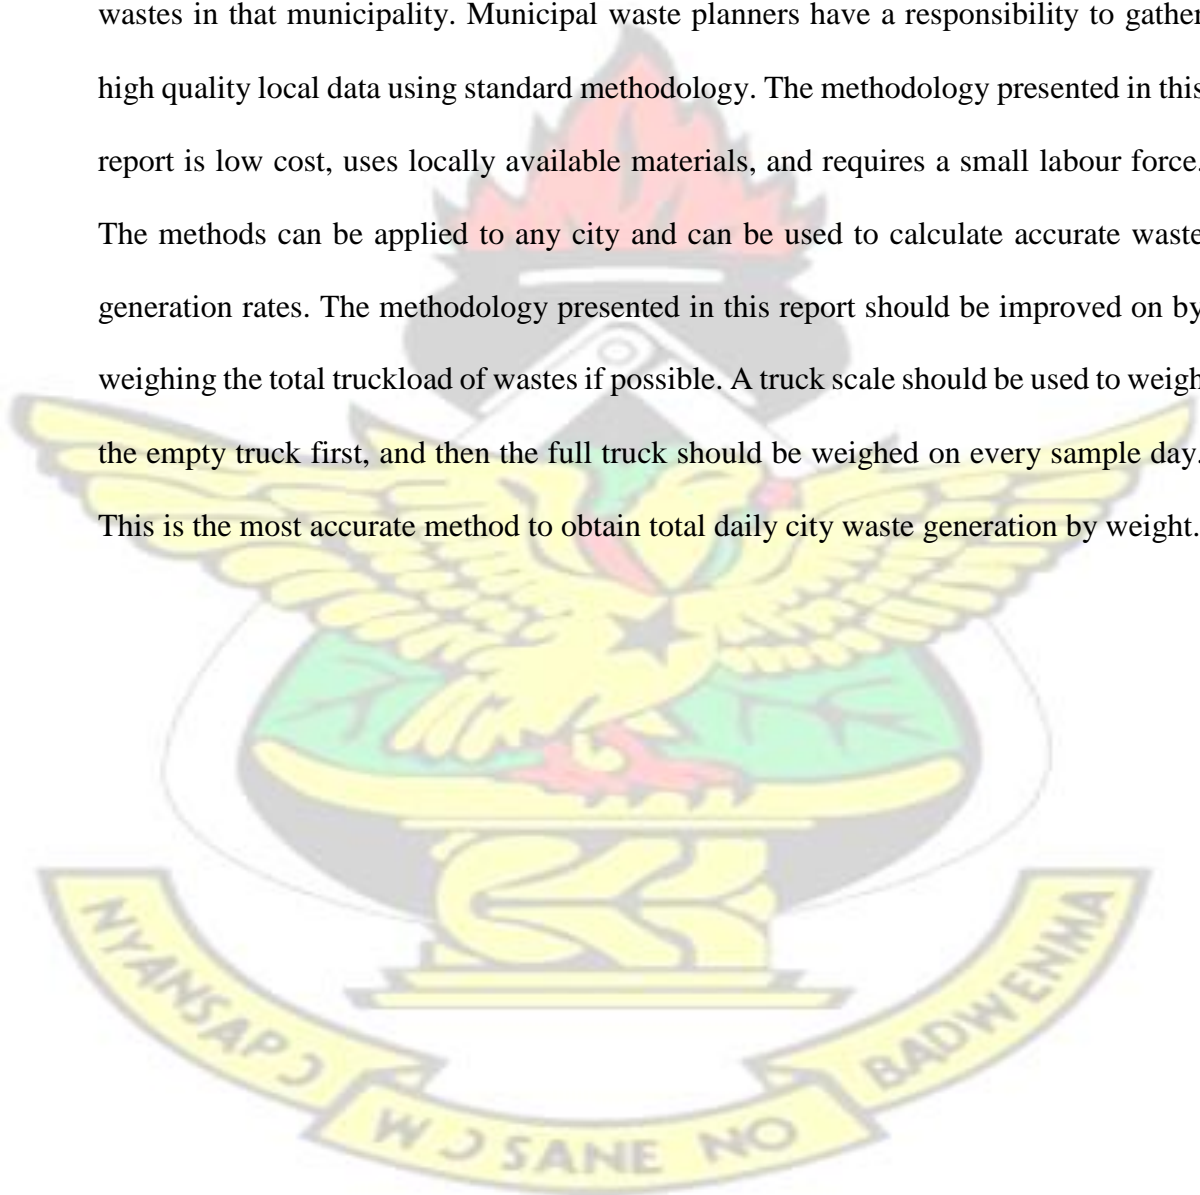 wastes in that municipality. Municipal waste planners have a responsibility to gather
high quality local data using standard methodology. The methodology presented in this
report is low cost, uses locally available materials, and requires a small labour force.
The methods can be applied to any city and can be used to calculate accurate waste
generation rates. The methodology presented in this report should be improved on by
weighing the total truckload of wastes if possible. A truck scale should be used to weigh
the empty truck first, and then the full truck should be weighed on every sample day.
This is the most accurate method to obtain total daily city waste generation by weight.
NYANSAPƆ
WƆSANE NO
BADWENMA